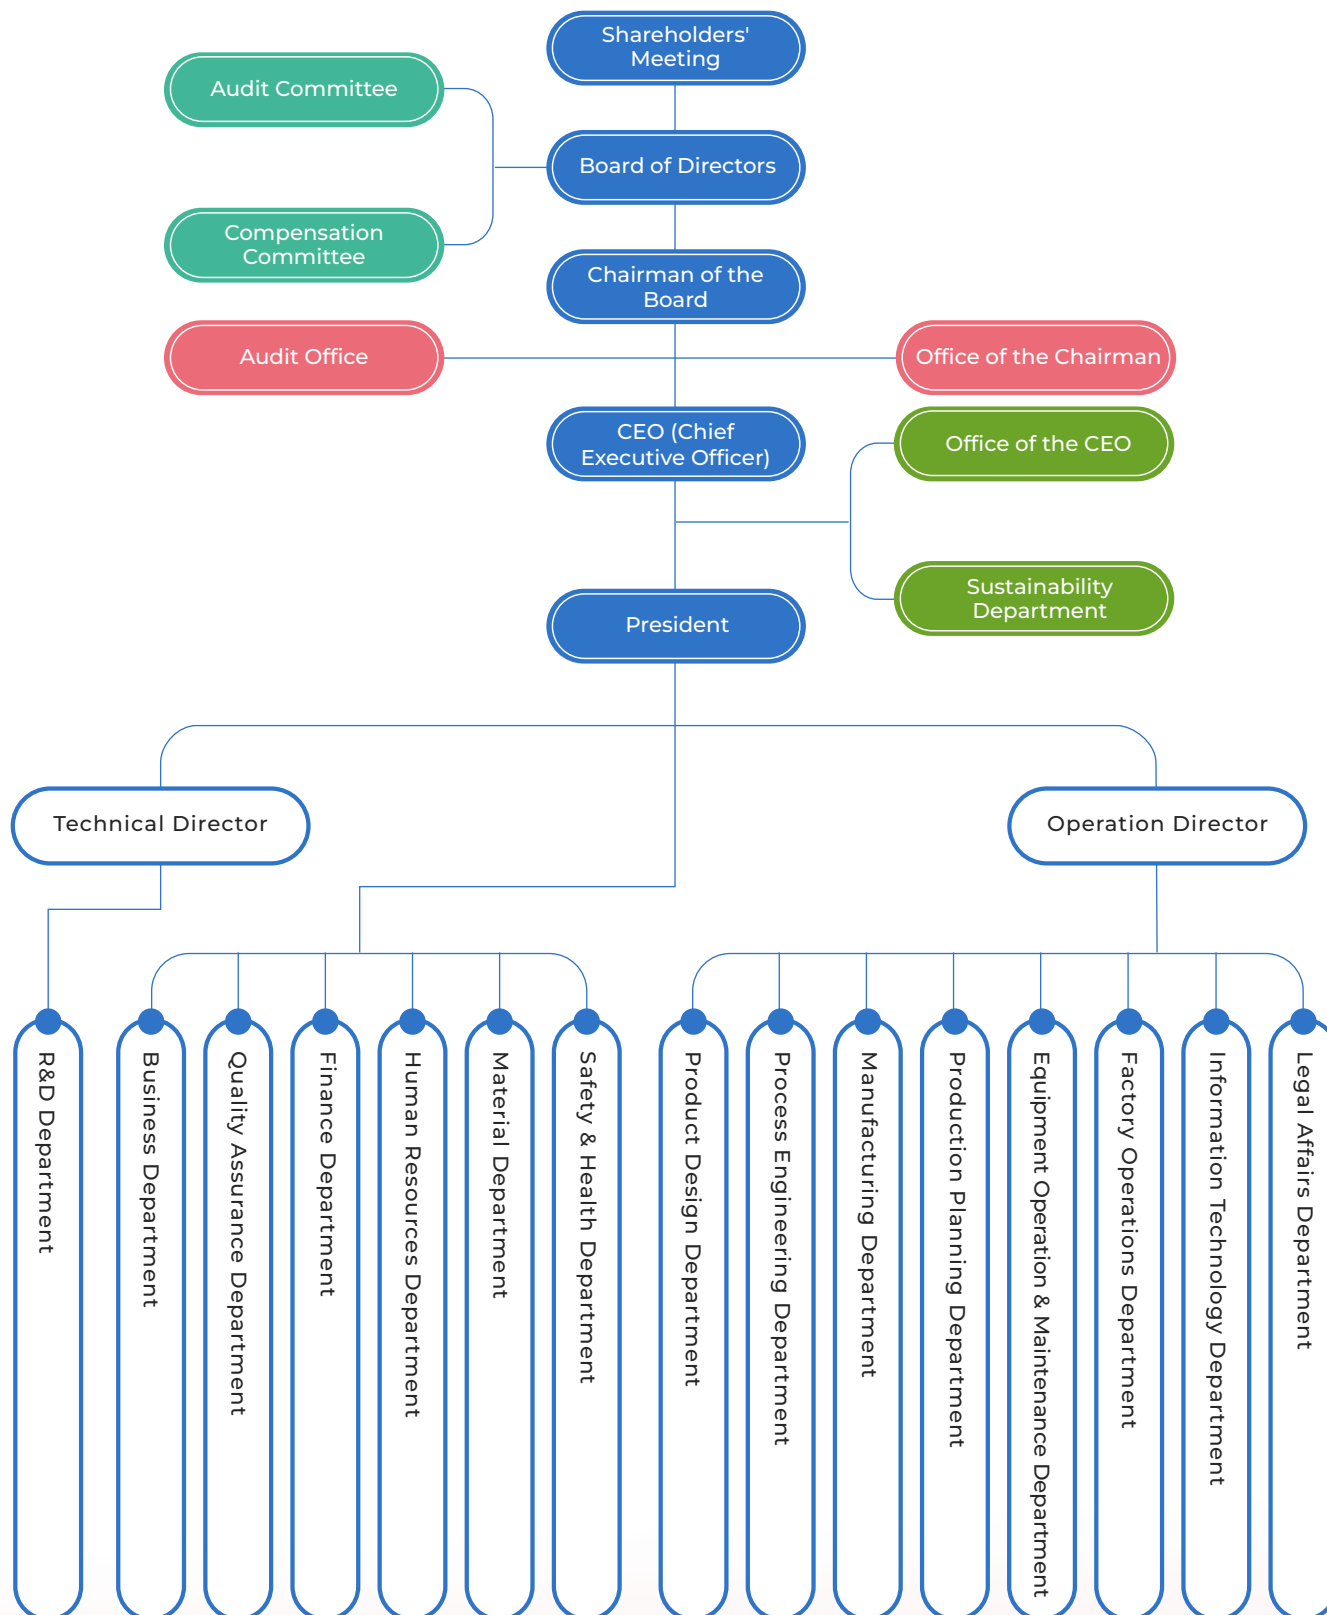 Shareholders'
Meeting
Audit Committee
Board of Directors
Compensation
Committee
Chairman of the
Board
Audit Office
Office of the Chairman
CEO (Chief
Executive Officer)
Office of the CEO
Sustainability
Department
President
Technical Director
Operation Director
R&D Department
Business Department
Quality Assurance Department
Finance Department
Human Resources Department
Material Department
Safety & Health Department
Product Design Department
Process Engineering Department
Manufacturing Department
Production Planning Department
Equipment Operation & Maintenance Department
Factory Operations Department
Information Technology Department
Legal Affairs Department